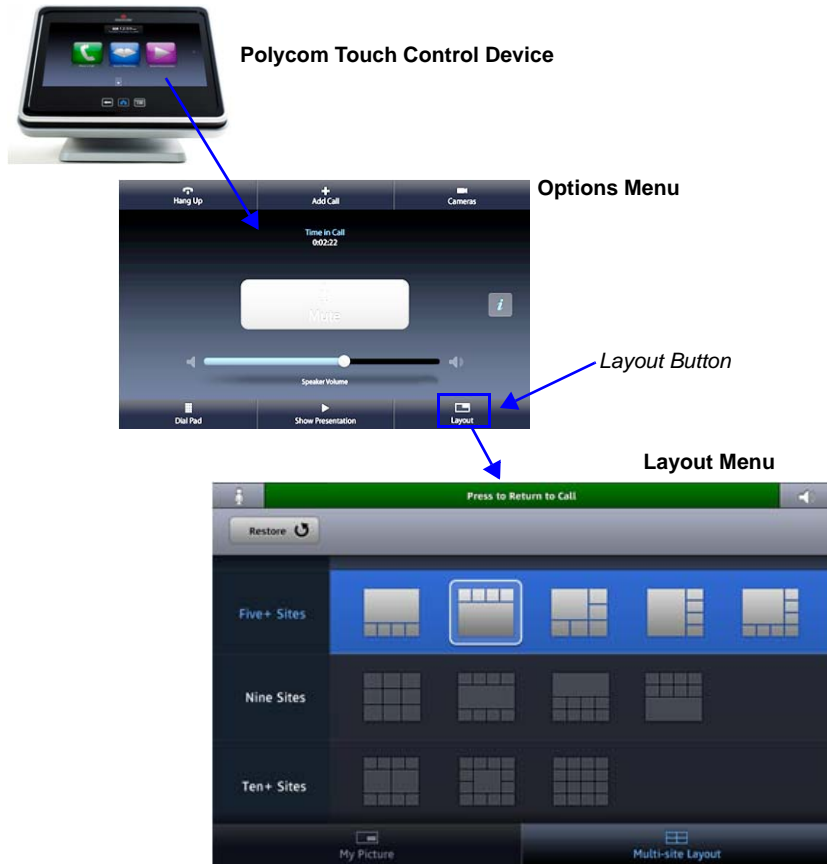 Polycom Touch Control Device
Options Menu
Hang Up
Add Call
Cameras
Time in Call
0:02:22
Mute
i
Speaker Volume
Layout Button
Dial Pad
Show Presentation
Layout
Layout Menu
Press to Return to Call
Restore
Five+ Sites
Nine Sites
Ten+ Sites
My Picture
Multi-site Layout